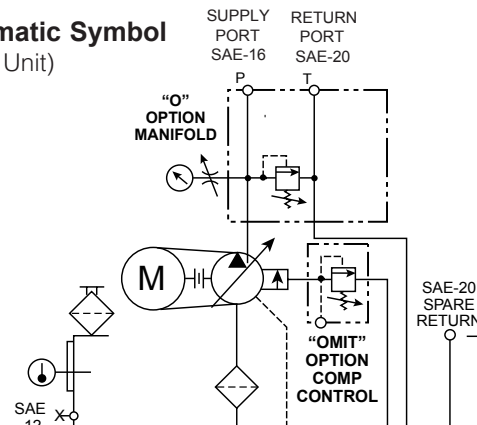 matic Symbol
Unit)
SUPPLY
PORT
SAE-16
P
RETURN
PORT
SAE-20
T
“O”
OPTION
MANIFOLD
M
“OMIT”
OPTION
COMP
CONTROL
SAE-20
SPARE
RETURN
SAE